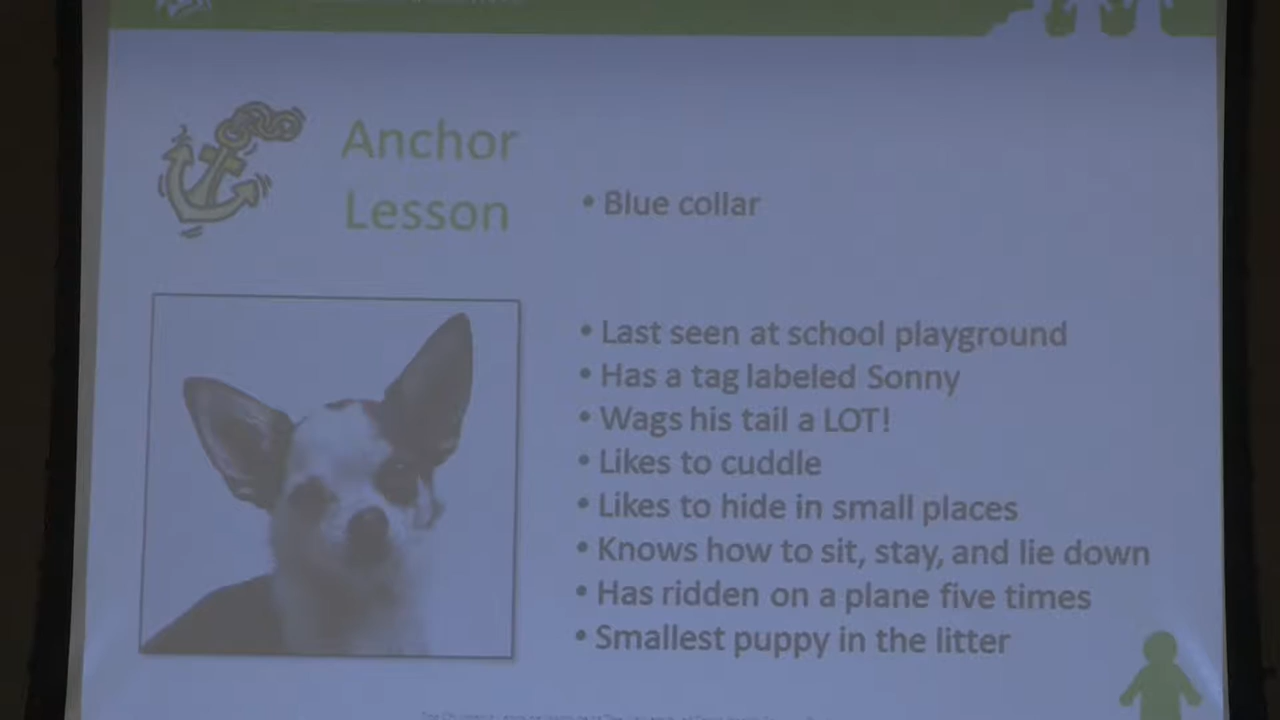 Anchor
Lesson
• Blue collar
• Last seen at school playground
• Has a tag labeled Sonny
• Wags his tail a LOT!
• Likes to cuddle
• Likes to hide in small places
• Knows how to sit, stay, and lie down
• Has ridden on a plane five times
• Smallest puppy in the litter